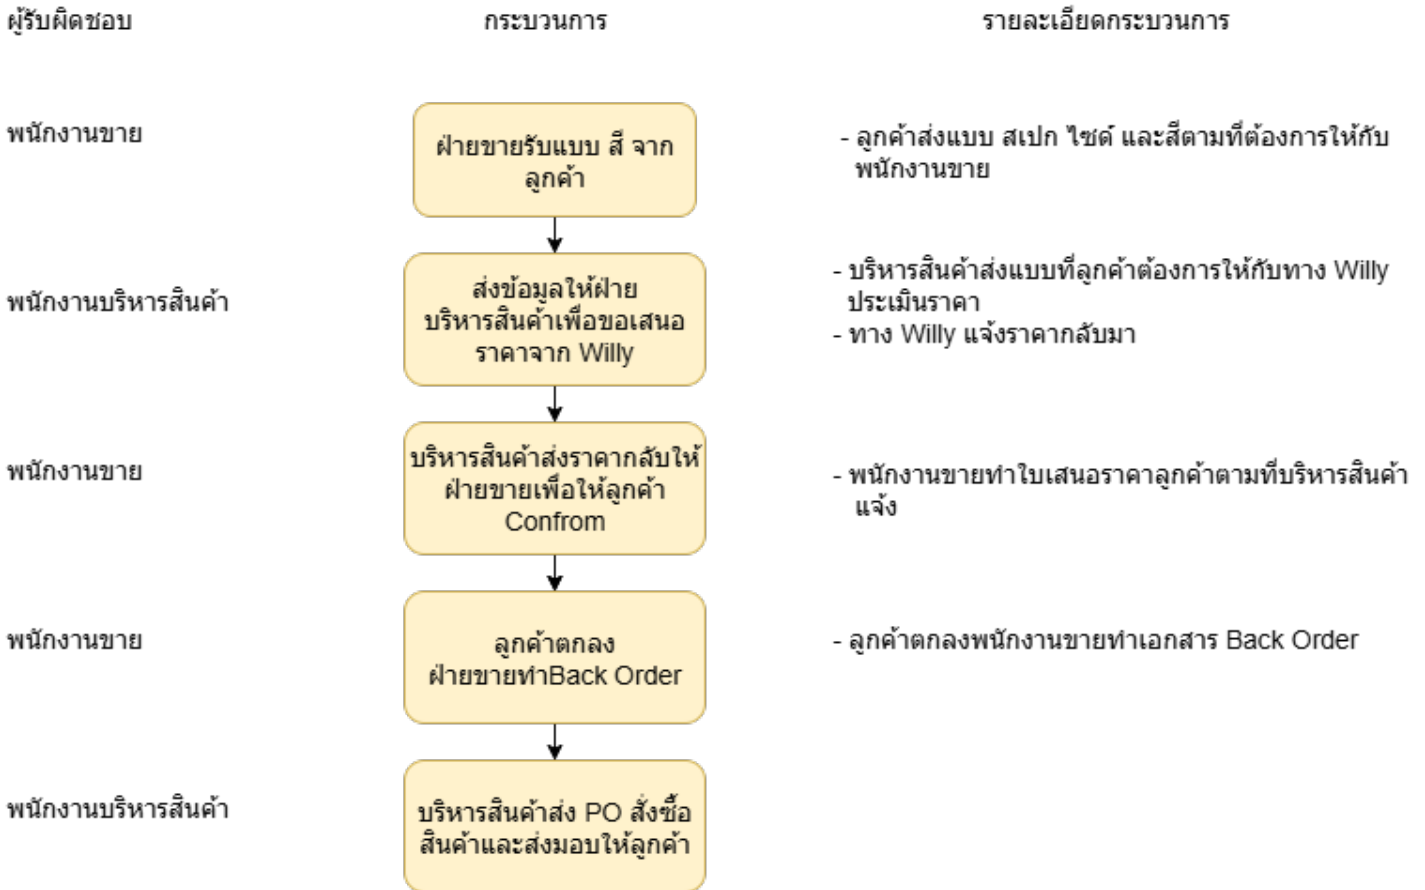 ผู้รับผิดชอบ
กระบวนการ
รายละเอียดกระบวนการ
พนักงานขาย
ฝ่ายขายรับแบบ สี จาก
ลูกค้า
- ลูกค้าส่งแบบ สเปก ไซด์ และสีตามที่ต้องการให้กับ
พนักงานขาย
พนักงานบริหารสินค้า
ส่งข้อมูลให้ฝ่าย
บริหารสินค้าเพื่อขอเสนอ
ราคาจาก Willy
- บริหารสินค้าส่งแบบที่ลูกค้าต้องการให้กับทาง Willy
ประเมินราคา
- ทาง Willy แจ้งราคากลับมา
พนักงานขาย
บริหารสินค้าส่งราคากลับให้
ฝ่ายขายเพื่อให้ลูกค้า
Confrom
- พนักงานขายทำใบเสนอราคาลูกค้าตามที่บริหารสินค้า
แจ้ง
พนักงานขาย
ลูกค้าตกลง
ฝ่ายขายทำBack Order
- ลูกค้าตกลงพนักงานขายทำเอกสาร Back Order
พนักงานบริหารสินค้า
บริหารสินค้าส่ง PO สั่งซื้อ
สินค้าและส่งมอบให้ลูกค้า